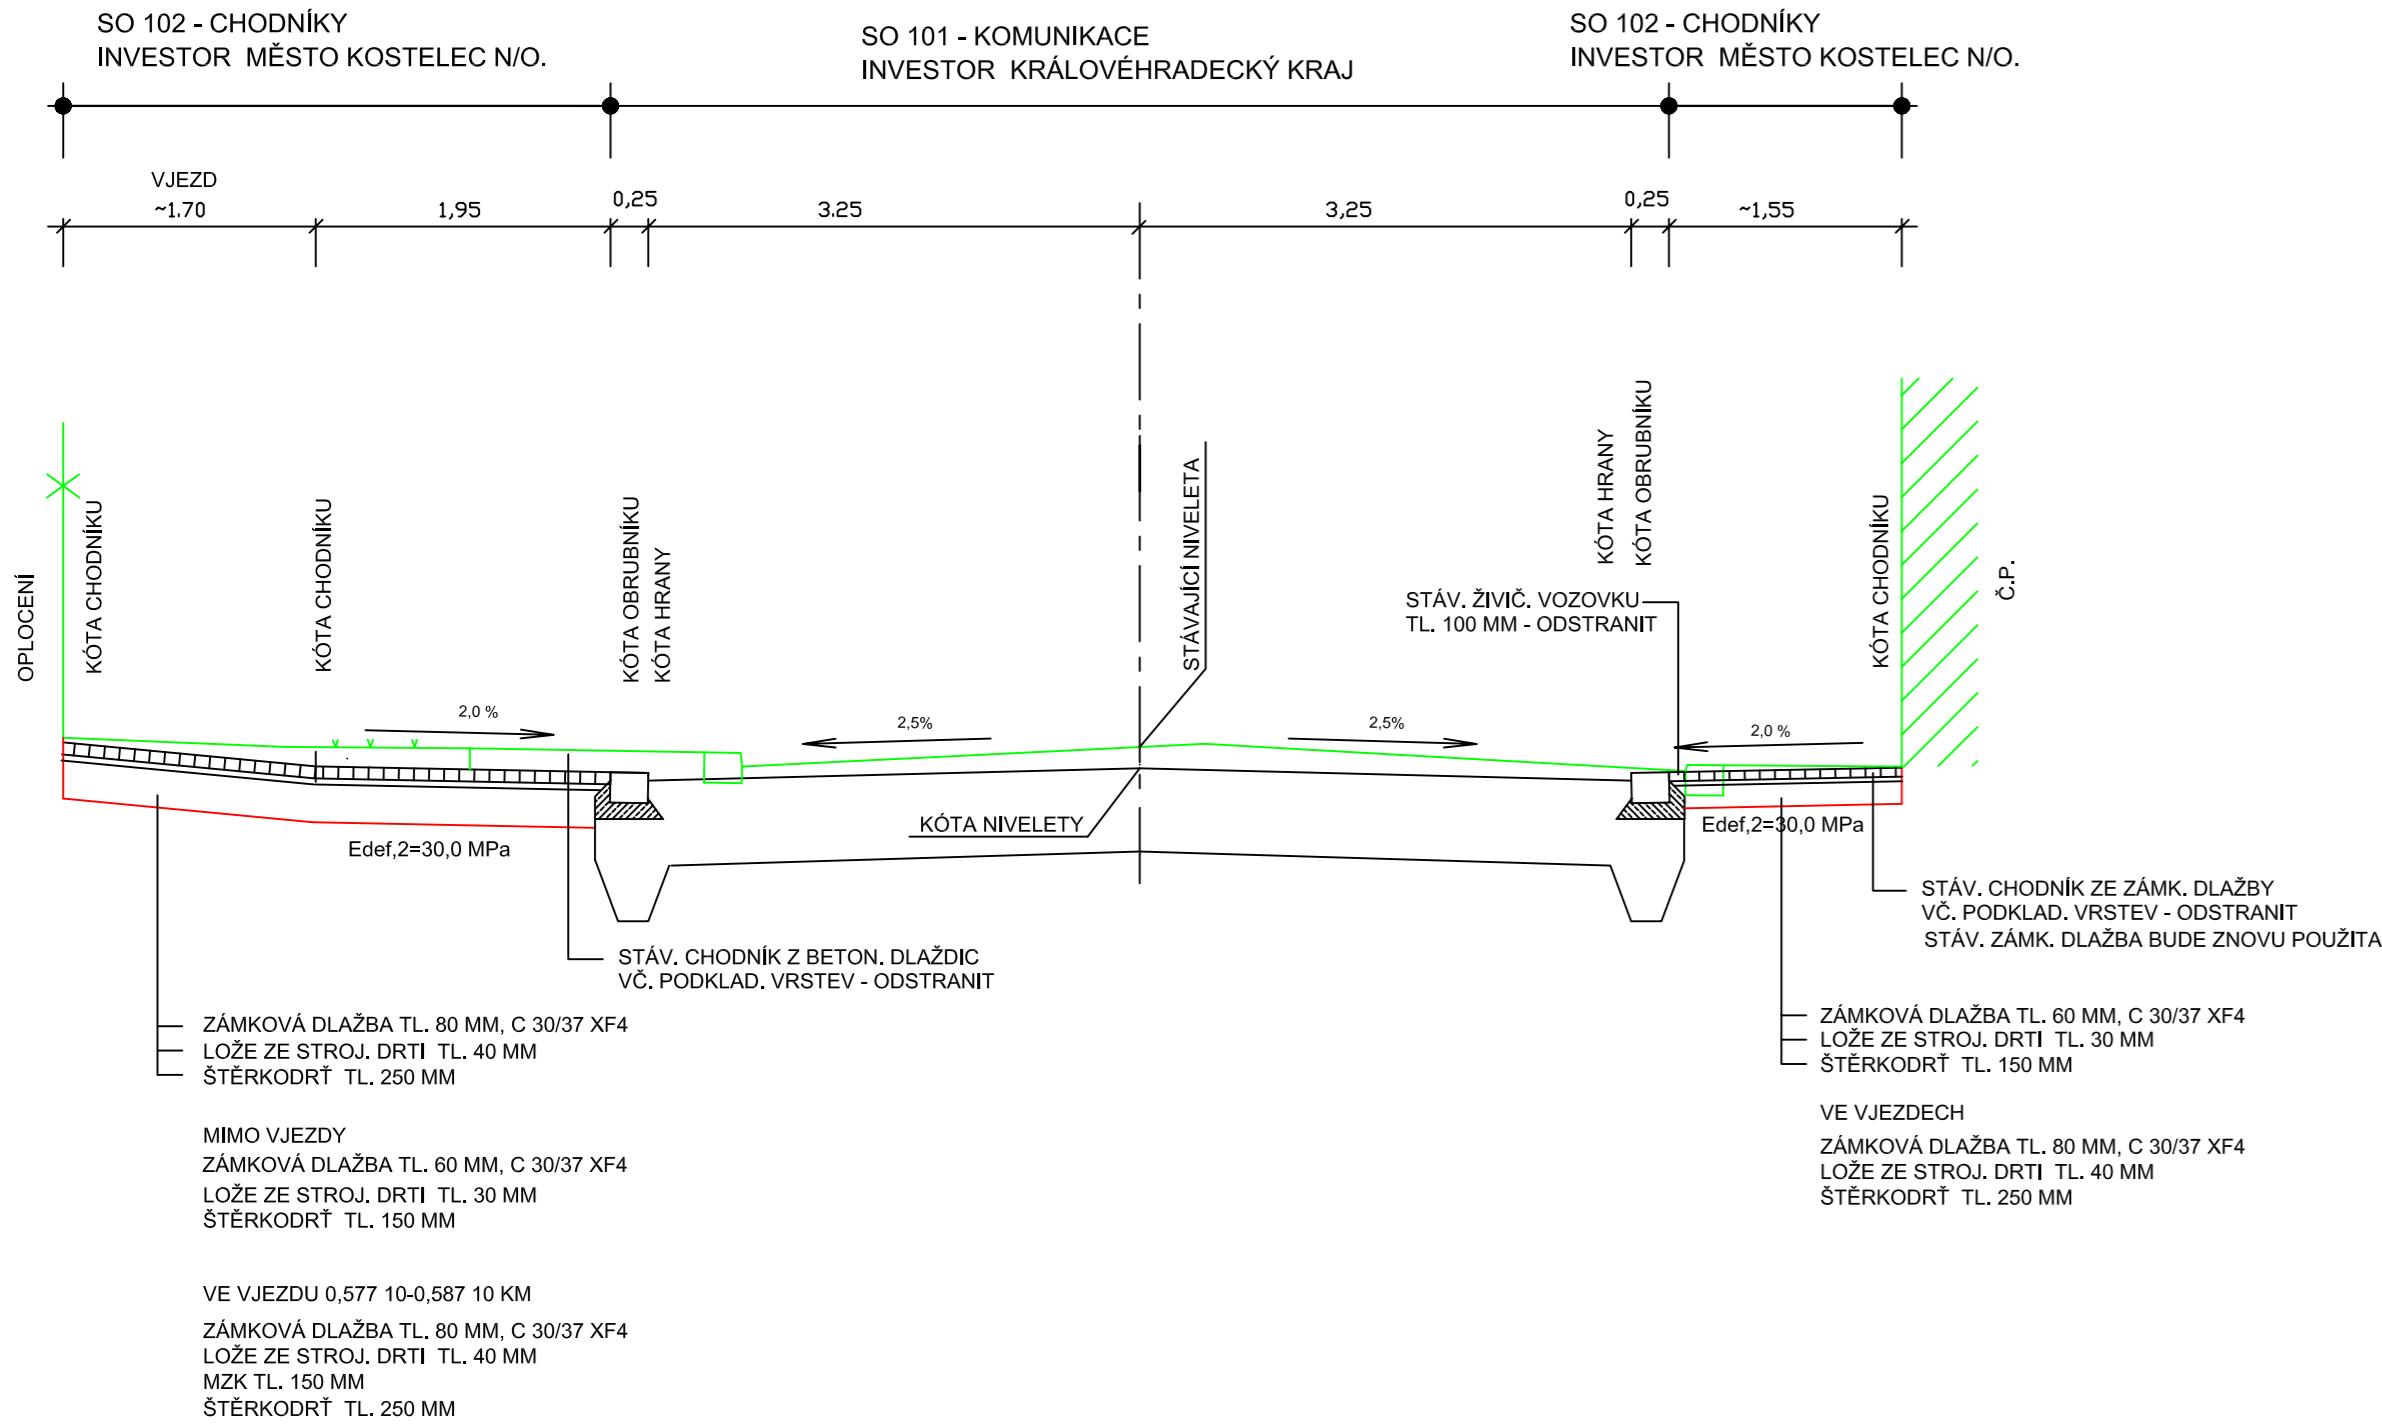 SO 102 - CHODNÍKY
INVESTOR MĚSTO KOSTELEC N/O.
SO 101 - KOMUNIKACE
INVESTOR KRÁLOVÉHRADECKÝ KRAJ
SO 102 - CHODNÍKY
INVESTOR MĚSTO KOSTELEC N/O.
VJEZD
~1.70
1,95
0,25
3.25
3,25
0,25
~1,55
OPLOCENÍ
KÓTA CHODNÍKU
KÓTA CHODNÍKU
KÓTA OBRUBNÍKU
KÓTA HRANY
STÁVAJÍCÍ NIVELETA
KÓTA HRANY
KÓTA OBRUBNÍKU
KÓTA CHODNÍKU
Č.P.
STÁV. ŽIVIČ. VOZOVKU
TL. 100 MM - ODSTRANIT
2,0 %
2,5%
2,5%
2,0 %
KÓTA NIVELETY
Edef,2=30,0 MPa
Edef,2=30,0 MPa
STÁV. CHODNÍK ZE ZÁMK. DLAŽBY
VČ. PODKLAD. VRSTEV - ODSTRANIT
STÁV. ZÁMK. DLAŽBA BUDE ZNOVU POUŽITA
STÁV. CHODNÍK Z BETON. DLAŽDIC
VČ. PODKLAD. VRSTEV - ODSTRANIT
ZÁMKOVÁ DLAŽBA TL. 80 MM, C 30/37 XF4
LOŽE ZE STROJ. DRTI TL. 40 MM
ŠTĚRKODRŤ TL. 250 MM
MIMO VJEZDY
ZÁMKOVÁ DLAŽBA TL. 60 MM, C 30/37 XF4
LOŽE ZE STROJ. DRTI TL. 30 MM
ŠTĚRKODRŤ TL. 150 MM
VE VJEZDU 0,577 10-0,587 10 KM
ZÁMKOVÁ DLAŽBA TL. 80 MM, C 30/37 XF4
LOŽE ZE STROJ. DRTI TL. 40 MM
MZK TL. 150 MM
ŠTĚRKODRŤ TL. 250 MM
ZÁMKOVÁ DLAŽBA TL. 60 MM, C 30/37 XF4
LOŽE ZE STROJ. DRTI TL. 30 MM
ŠTĚRKODRŤ TL. 150 MM
VE VJEZDECH
ZÁMKOVÁ DLAŽBA TL. 80 MM, C 30/37 XF4
LOŽE ZE STROJ. DRTI TL. 40 MM
ŠTĚRKODRŤ TL. 250 MM